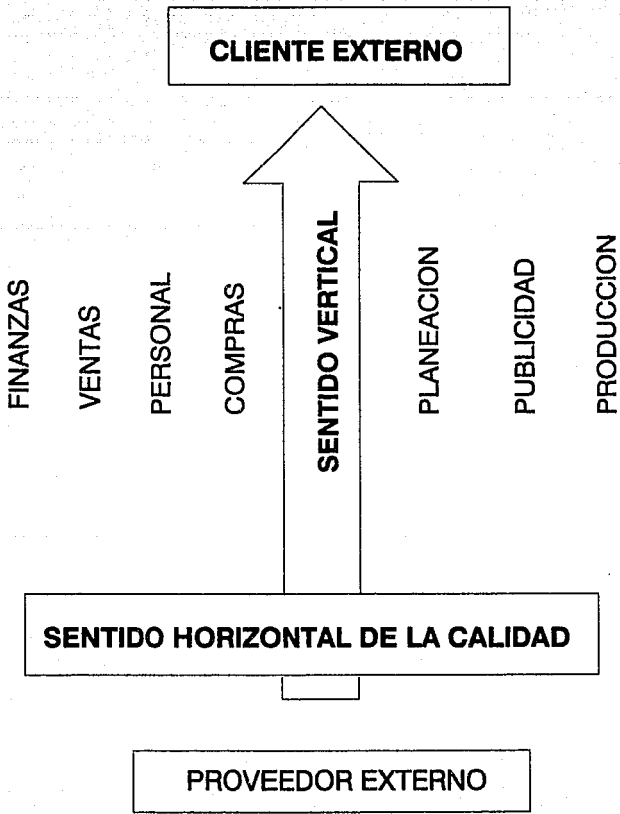 CLIENTE EXTERNO
FINANZAS
VENTAS
PERSONAL
COMPRAS
SENTIDO VERTICAL
PLANEACION
PUBLICIDAD
PRODUCCION
SENTIDO HORIZONTAL DE LA CALIDAD
PROVEEDOR EXTERNO